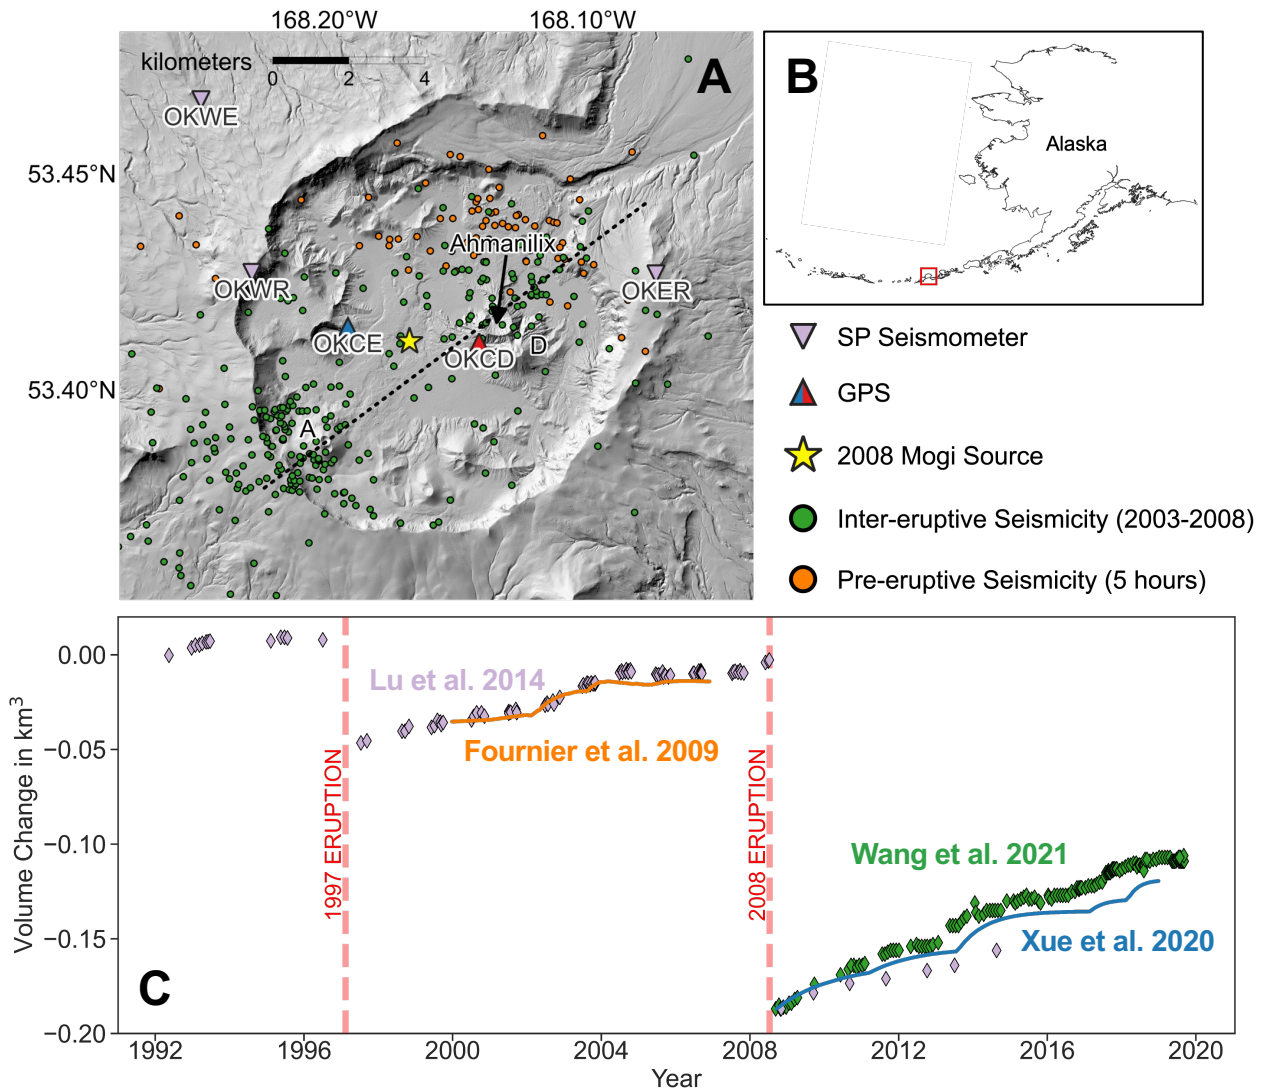 168.20°W 168.10°W
kilometers
0 2 4
A
OKWE
53.45°N
Ahmanilix
OKWR
OKER
OKCE
OKCD
D
53.40°N
A
B
Alaska
SP Seismometer
GPS
2008 Mogi Source
Inter-eruptive Seismicity (2003-2008)
Pre-eruptive Seismicity (5 hours)
0.00
−0.05
−0.10
−0.15
−0.20
Volume Change in km³
Lu et al. 2014
Fournier et al. 2009
1997 ERUPTION
2008 ERUPTION
Wang et al. 2021
Xue et al. 2020
C
1992 1996 2000 2004 2008 2012 2016 2020
Year